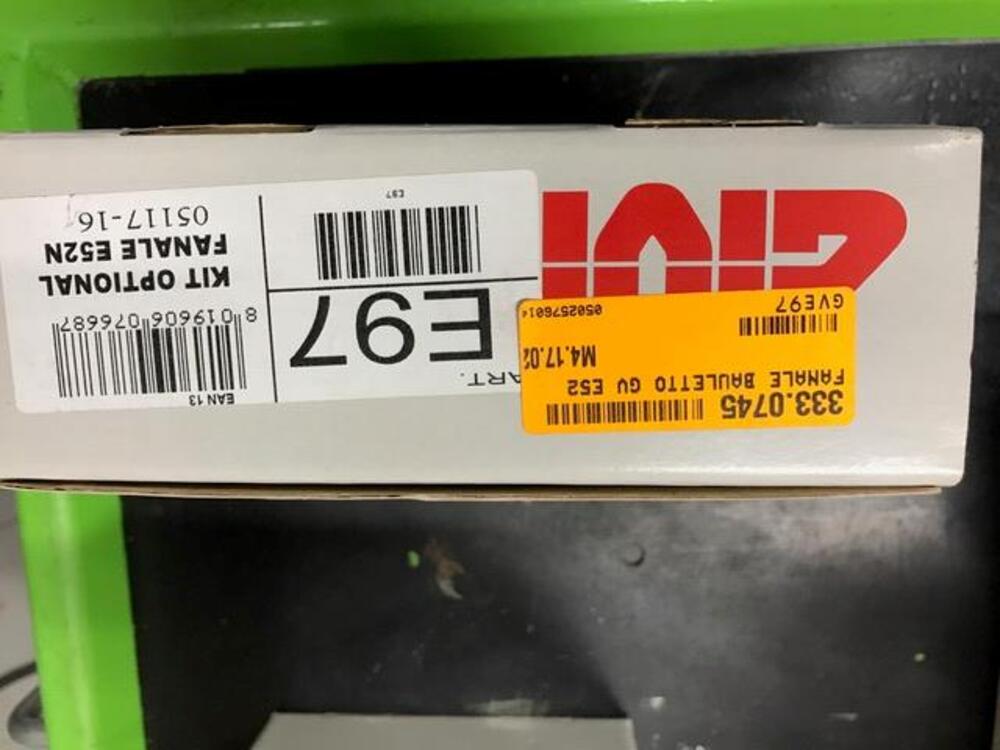 333.0745
FANALE BAULETTO GV E52
M4.17.02
GVE97
0502576014
GIVI
ART.
E97
E97
EAN 13
8 019606 076687
KIT OPTIONAL
FANALE E52N
05117-16